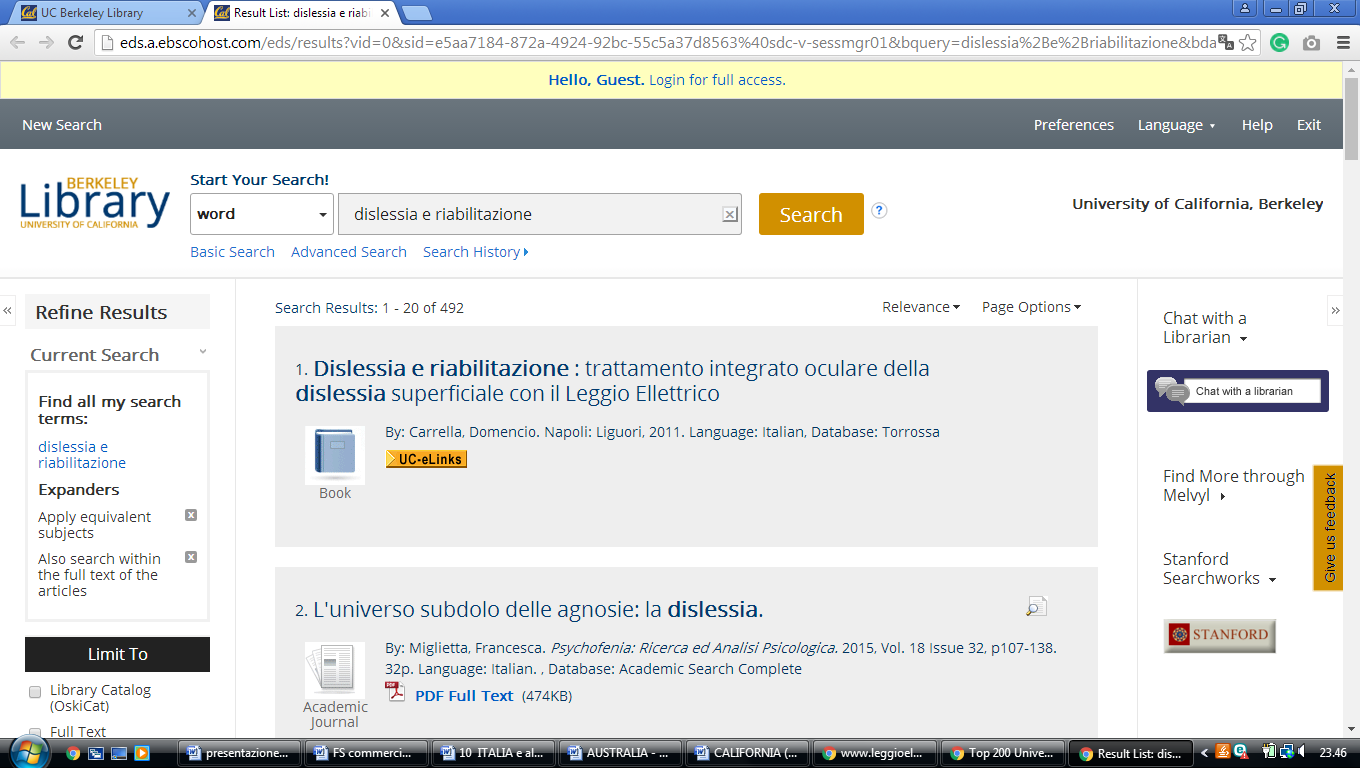 UC Berkeley Library
Result List: dislessia e riab
eds.a.ebscohost.com/eds/results?vid=0&sid=e5aa7184-872a-4924-92bc-55c5a37d8563%40sdc-v-sessmgr01&bquery=dislessia%2Be%2Briabilitazione&bda
Hello, Guest. Login for full access.
New Search
Preferences
Language
Help
Exit
BERKELEY
Library
UNIVERSITY OF CALIFORNIA
Start Your Search!
word
dislessia e riabilitazione
Search
?
University of California, Berkeley
Basic Search
Advanced Search
Search History
Refine Results
Current Search
Find all my search
terms:
dislessia e
riabilitazione
Expanders
Apply equivalent
subjects
Also search within
the full text of the
articles
Limit To
Library Catalog
(OskiCat)
Full Text
Search Results: 1 - 20 of 492
Relevance
Page Options
1. Dislessia e riabilitazione : trattamento integrato oculare della
dislessia superficiale con il Leggio Ellettrico
By: Carrella, Domencio. Napoli: Liguori, 2011. Language: Italian, Database: Torrossa
UC-eLinks
Book
2. L'universo subdolo delle agnosie: la dislessia.
By: Miglietta, Francesca. Psychofenia: Ricerca ed Analisi Psicologica. 2015, Vol. 18 Issue 32, p107-138.
32p. Language: Italian. , Database: Academic Search Complete
PDF Full Text (474KB)
Academic
Journal
Chat with a
Librarian
Chat with a librarian
Find More through
Melvyl
Stanford
Searchworks
STANFORD
Give us feedback
presentazione...
FS commerci...
10 ITALIA e al...
AUSTRALIA - ...
CALIFORNIA (...
www.leggioel...
Top 200 Unive...
Result List: dis...
23.46